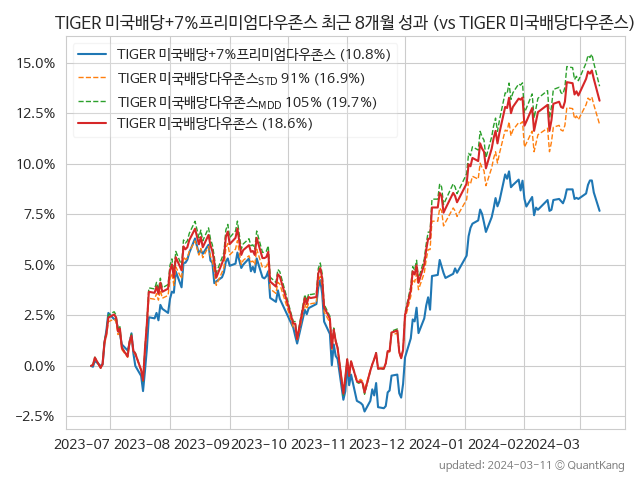 TIGER 미국배당+7%프리미엄다우존스 최근 8개월 성과 (vs TIGER 미국배당다우존스)
TIGER 미국배당+7%프리미엄다우존스 (10.8%)
TIGER 미국배당다우존스STD 91% (16.9%)
TIGER 미국배당다우존스MDD 105% (19.7%)
TIGER 미국배당다우존스 (18.6%)
15.0%
12.5%
10.0%
7.5%
5.0%
2.5%
0.0%
−2.5%
2023-07 2023-08 2023-09 2023-10 2023-11 2023-12 2024-01 2024-02 2024-03
updated: 2024-03-11 © QuantKang